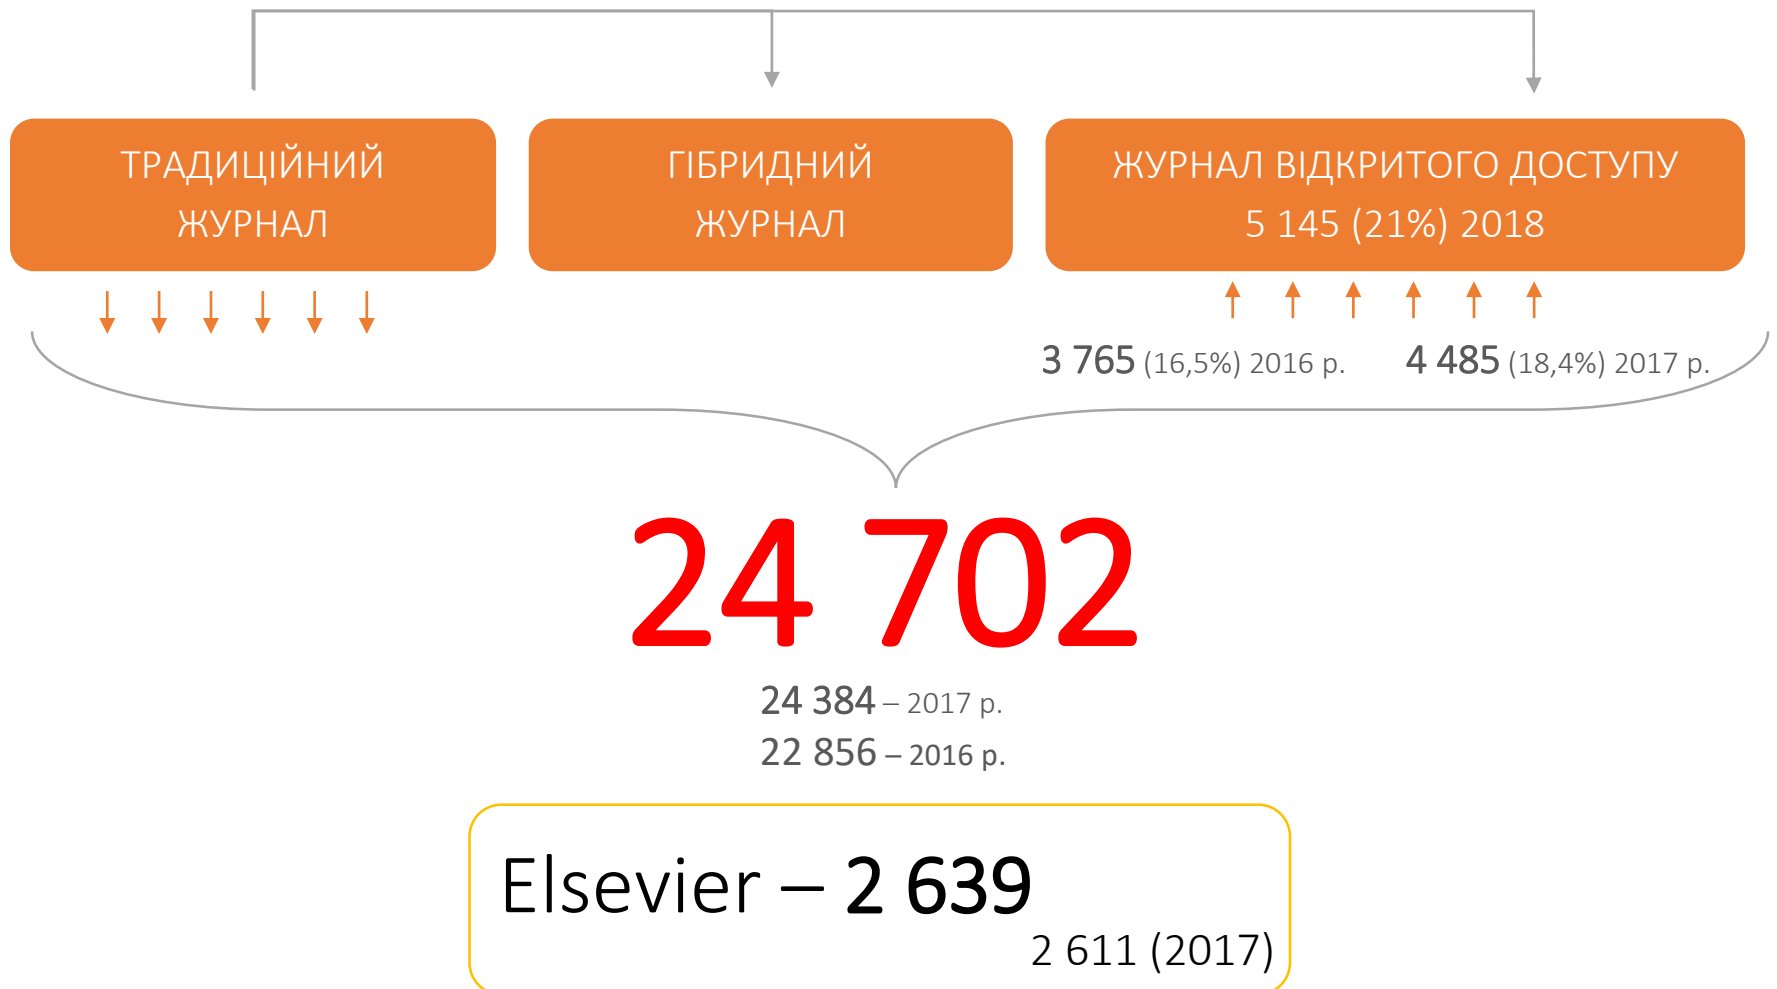 ТРАДИЦІЙНИЙ
ЖУРНАЛ
ГІБРИДНИЙ
ЖУРНАЛ
ЖУРНАЛ ВІДКРИТОГО ДОСТУПУ
5 145 (21%) 2018
3 765 (16,5%) 2016 р.
4 485 (18,4%) 2017 р.
24 702
24 384 – 2017 р.
22 856 – 2016 р.
Elsevier – 2 639
2 611 (2017)